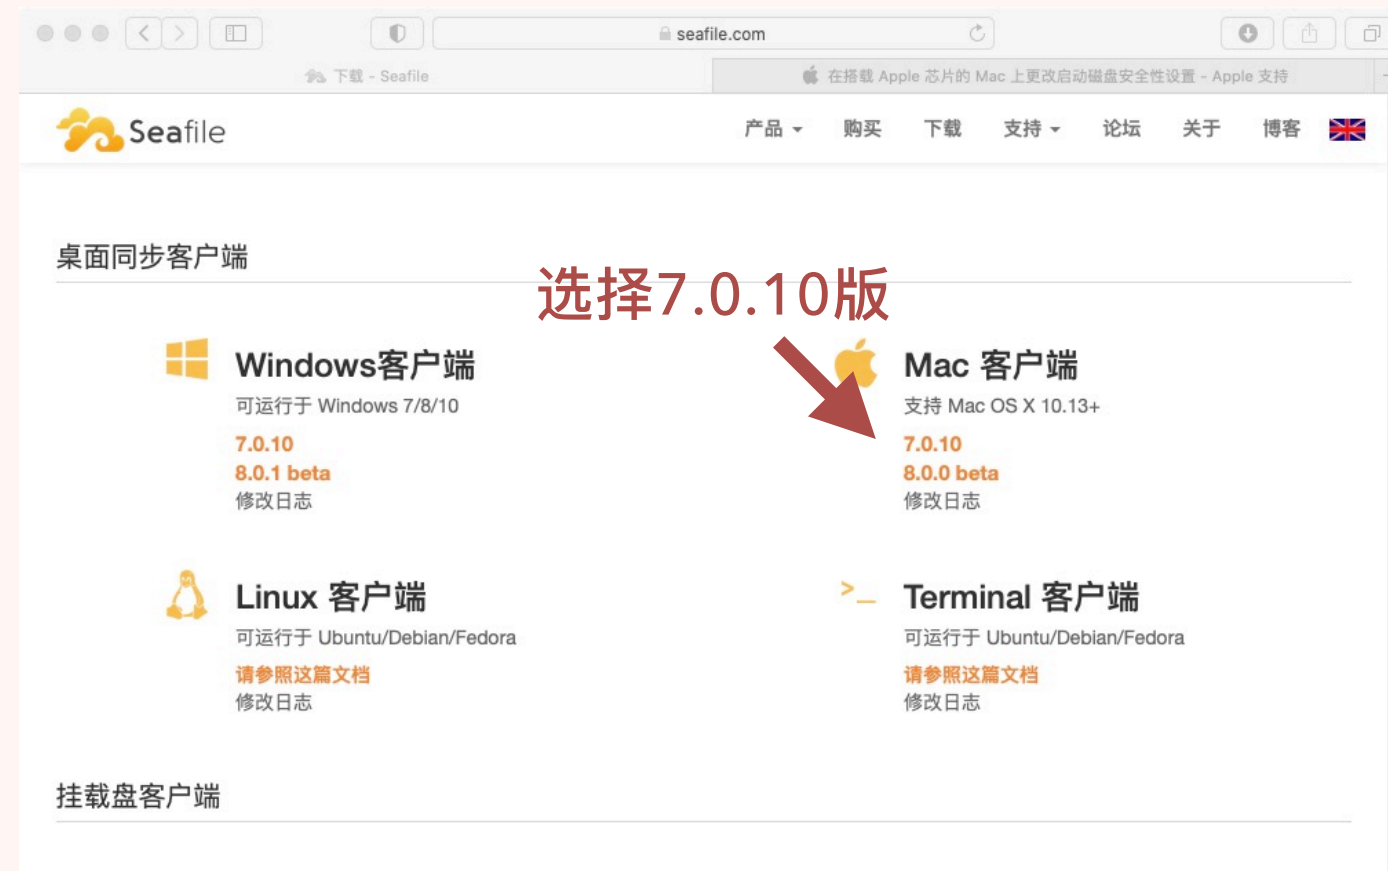 seafile.com
下载 - Seafile
在搭载 Apple 芯片的 Mac 上更改启动磁盘安全性设置 - Apple 支持
Seafile
产品 购买 下载 支持 论坛 关于 博客
桌面同步客户端
选择7.0.10版
Windows客户端
可运行于 Windows 7/8/10
7.0.10
8.0.1 beta
修改日志
Mac 客户端
支持 Mac OS X 10.13+
7.0.10
8.0.0 beta
修改日志
Linux 客户端
可运行于 Ubuntu/Debian/Fedora
请参照这篇文档
修改日志
Terminal 客户端
可运行于 Ubuntu/Debian/Fedora
请参照这篇文档
修改日志
挂载盘客户端